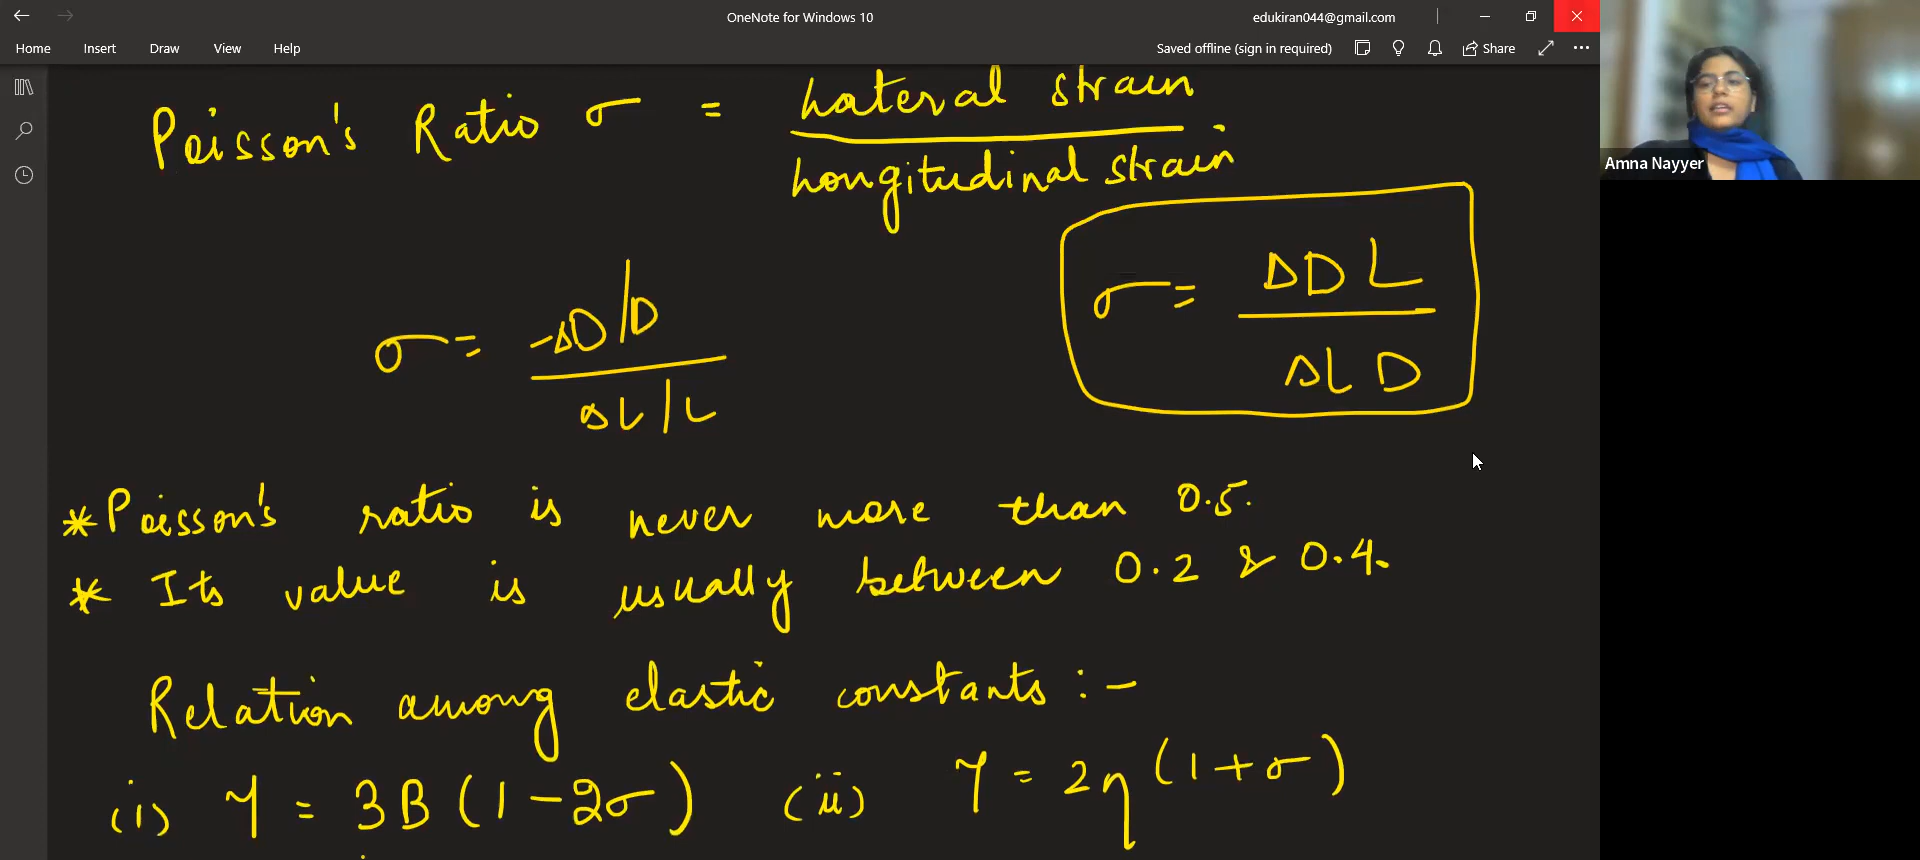 OneNote for Windows 10
edukiran044@gmail.com
Home Insert Draw View Help
Saved offline (sign in required)
Share
Amna Nayyer
Poisson's Ratio σ = Lateral strain / Longitudinal strain
σ = -ΔD/D / ΔL/L
σ = ΔD L / ΔL D
* Poisson's ratio is never more than 0.5.
* Its value is usually between 0.2 & 0.4.
Relation among elastic constants :-
(i) Y = 3B (1 - 2σ) (ii) Y = 2η (1 + σ)